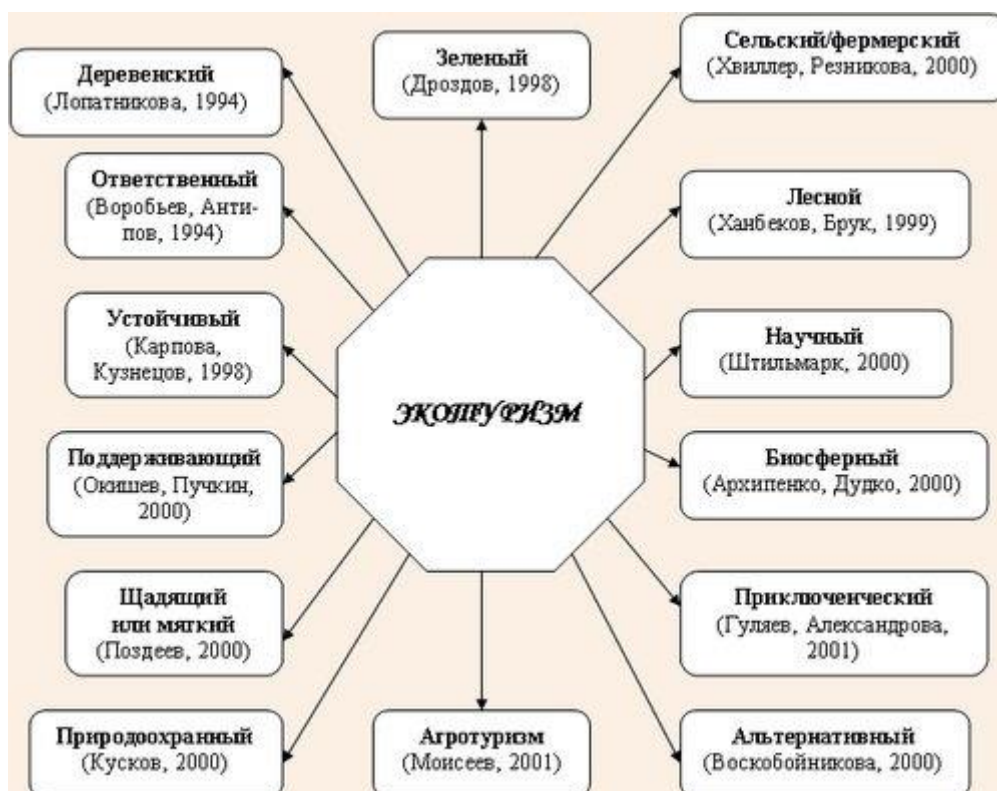 Деревенский
(Лопатникова, 1994)
Зеленый
(Дроздов, 1998)
Сельский/фермерский
(Хвиллер, Резникова, 2000)
Ответственный
(Воробьев, Анти-
пов, 1994)
Лесной
(Ханбеков, Брук, 1999)
Устойчивый
(Карпова,
Кузнецов, 1998)
Научный
(Штильмарк, 2000)
ЭКОТУРИЗМ
Поддерживающий
(Окишев, Пучкин,
2000)
Биосферный
(Архипенко, Дудко, 2000)
Щадящий
или мягкий
(Поздеев, 2000)
Приключенческий
(Гуляев, Александрова,
2001)
Природоохранный
(Кусков, 2000)
Агротуризм
(Моисеев, 2001)
Альтернативный
(Воскобойникова, 2000)